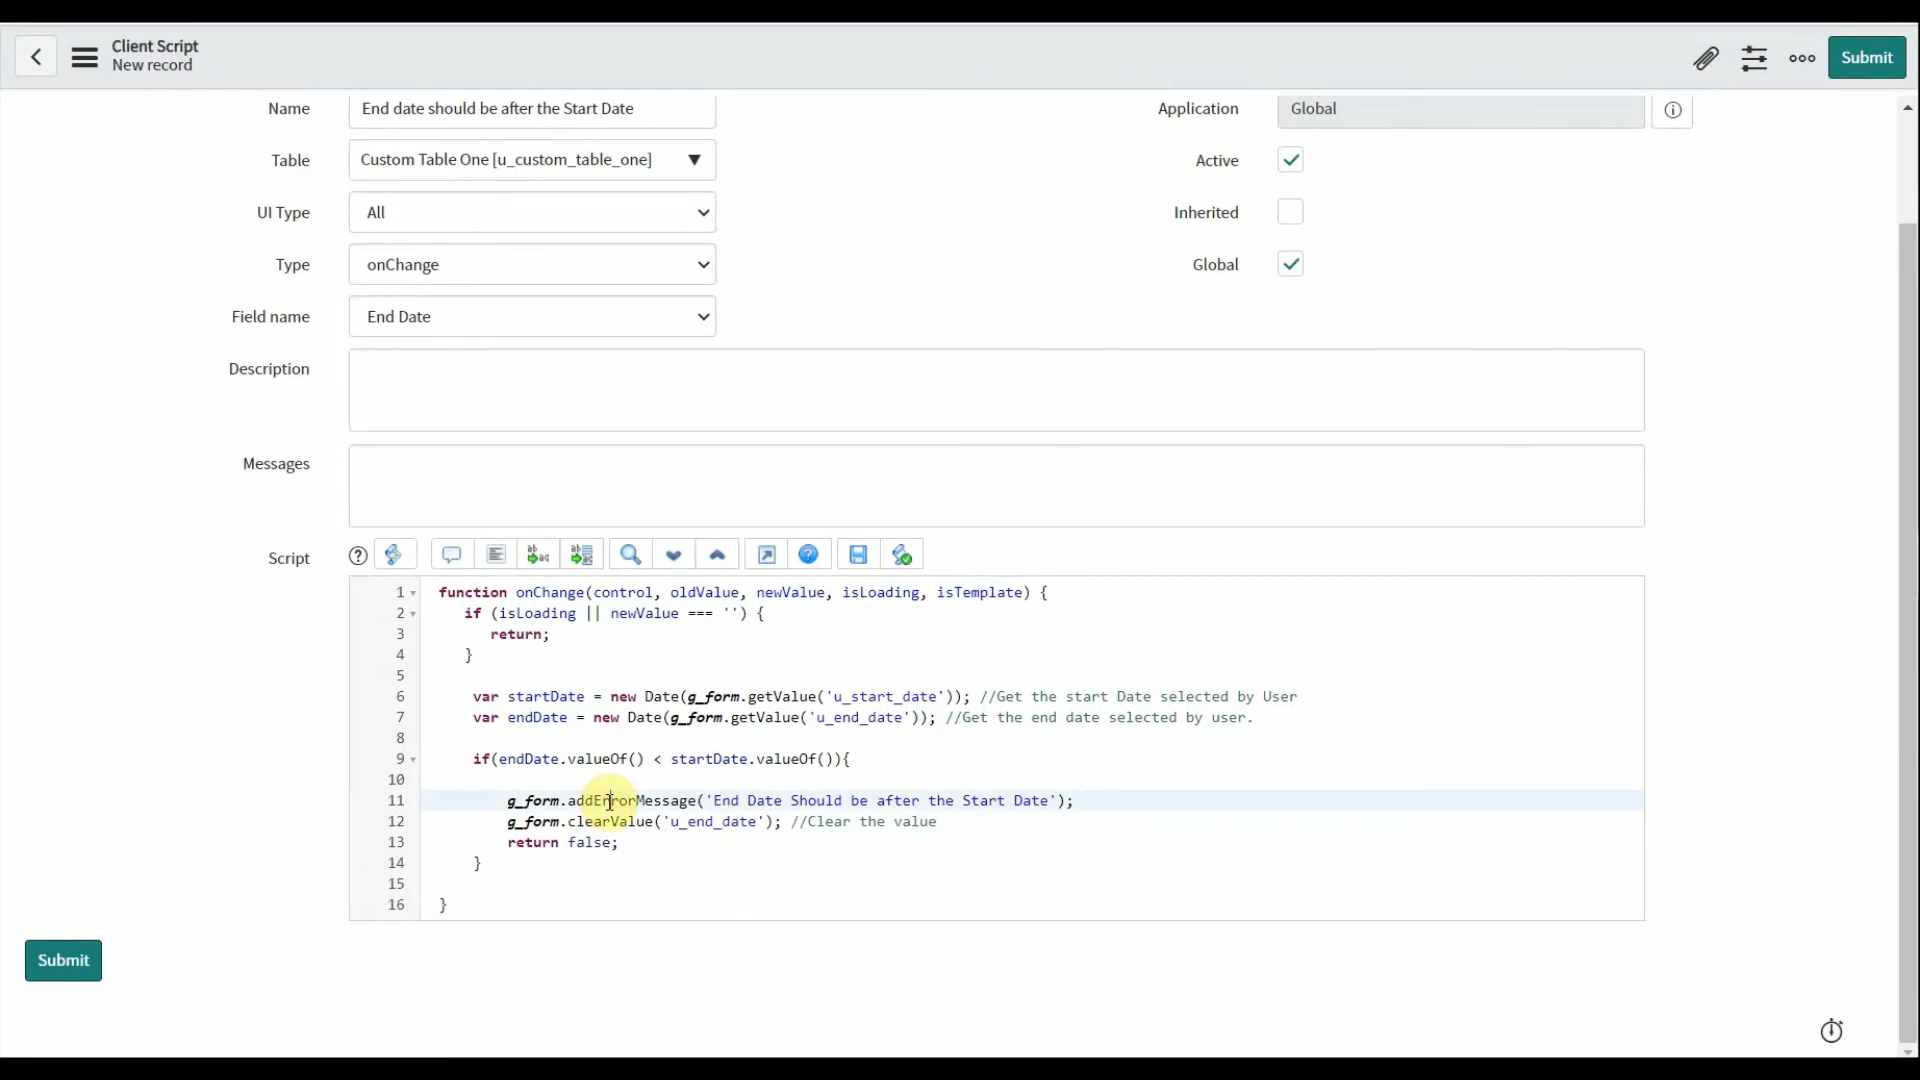 Client Script
New record
Submit
Name
End date should be after the Start Date
Application
Global
Table
Custom Table One [u_custom_table_one]
Active
UI Type
All
Inherited
Type
onChange
Global
Field name
End Date
Description
Messages
Script
1 function onChange(control, oldValue, newValue, isLoading, isTemplate) {
2 if (isLoading || newValue === '') {
3 return;
4 }
5
6 var startDate = new Date(g_form.getValue('u_start_date')); //Get the start Date selected by User
7 var endDate = new Date(g_form.getValue('u_end_date')); //Get the end date selected by user.
8
9 if(endDate.valueOf() < startDate.valueOf()){
10
11 g_form.addErrorMessage('End Date Should be after the Start Date');
12 g_form.clearValue('u_end_date'); //Clear the value
13 return false;
14 }
15
16 }
Submit